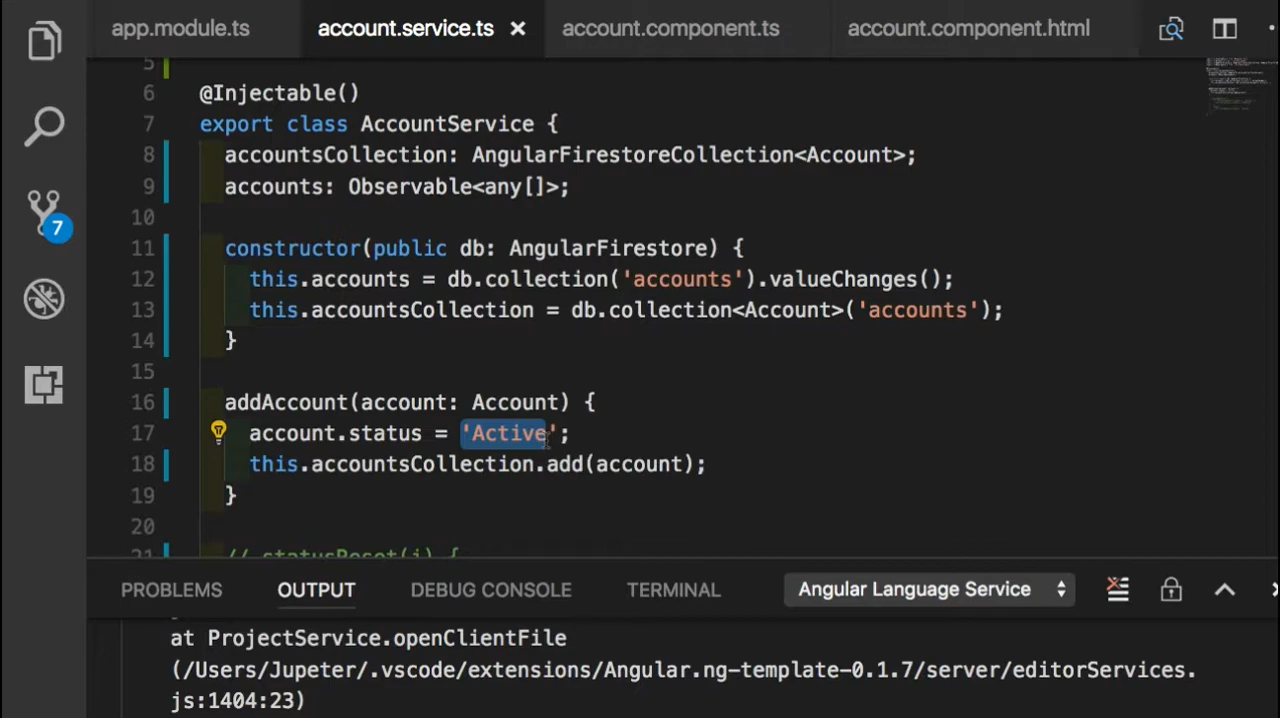 app.module.ts account.service.ts account.component.ts account.component.html
5
6 @Injectable()
7 export class AccountService {
8 accountsCollection: AngularFirestoreCollection<Account>;
9 accounts: Observable<any[]>;
10
11 constructor(public db: AngularFirestore) {
12 this.accounts = db.collection('accounts').valueChanges();
13 this.accountsCollection = db.collection<Account>('accounts');
14 }
15
16 addAccount(account: Account) {
17 account.status = 'Active';
18 this.accountsCollection.add(account);
19 }
20
21 // statusReset(i) {
7
PROBLEMS OUTPUT DEBUG CONSOLE TERMINAL Angular Language Service
at ProjectService.openClientFile
(/Users/Jupeter/.vscode/extensions/Angular.ng-template-0.1.7/server/editorServices.
js:1404:23)